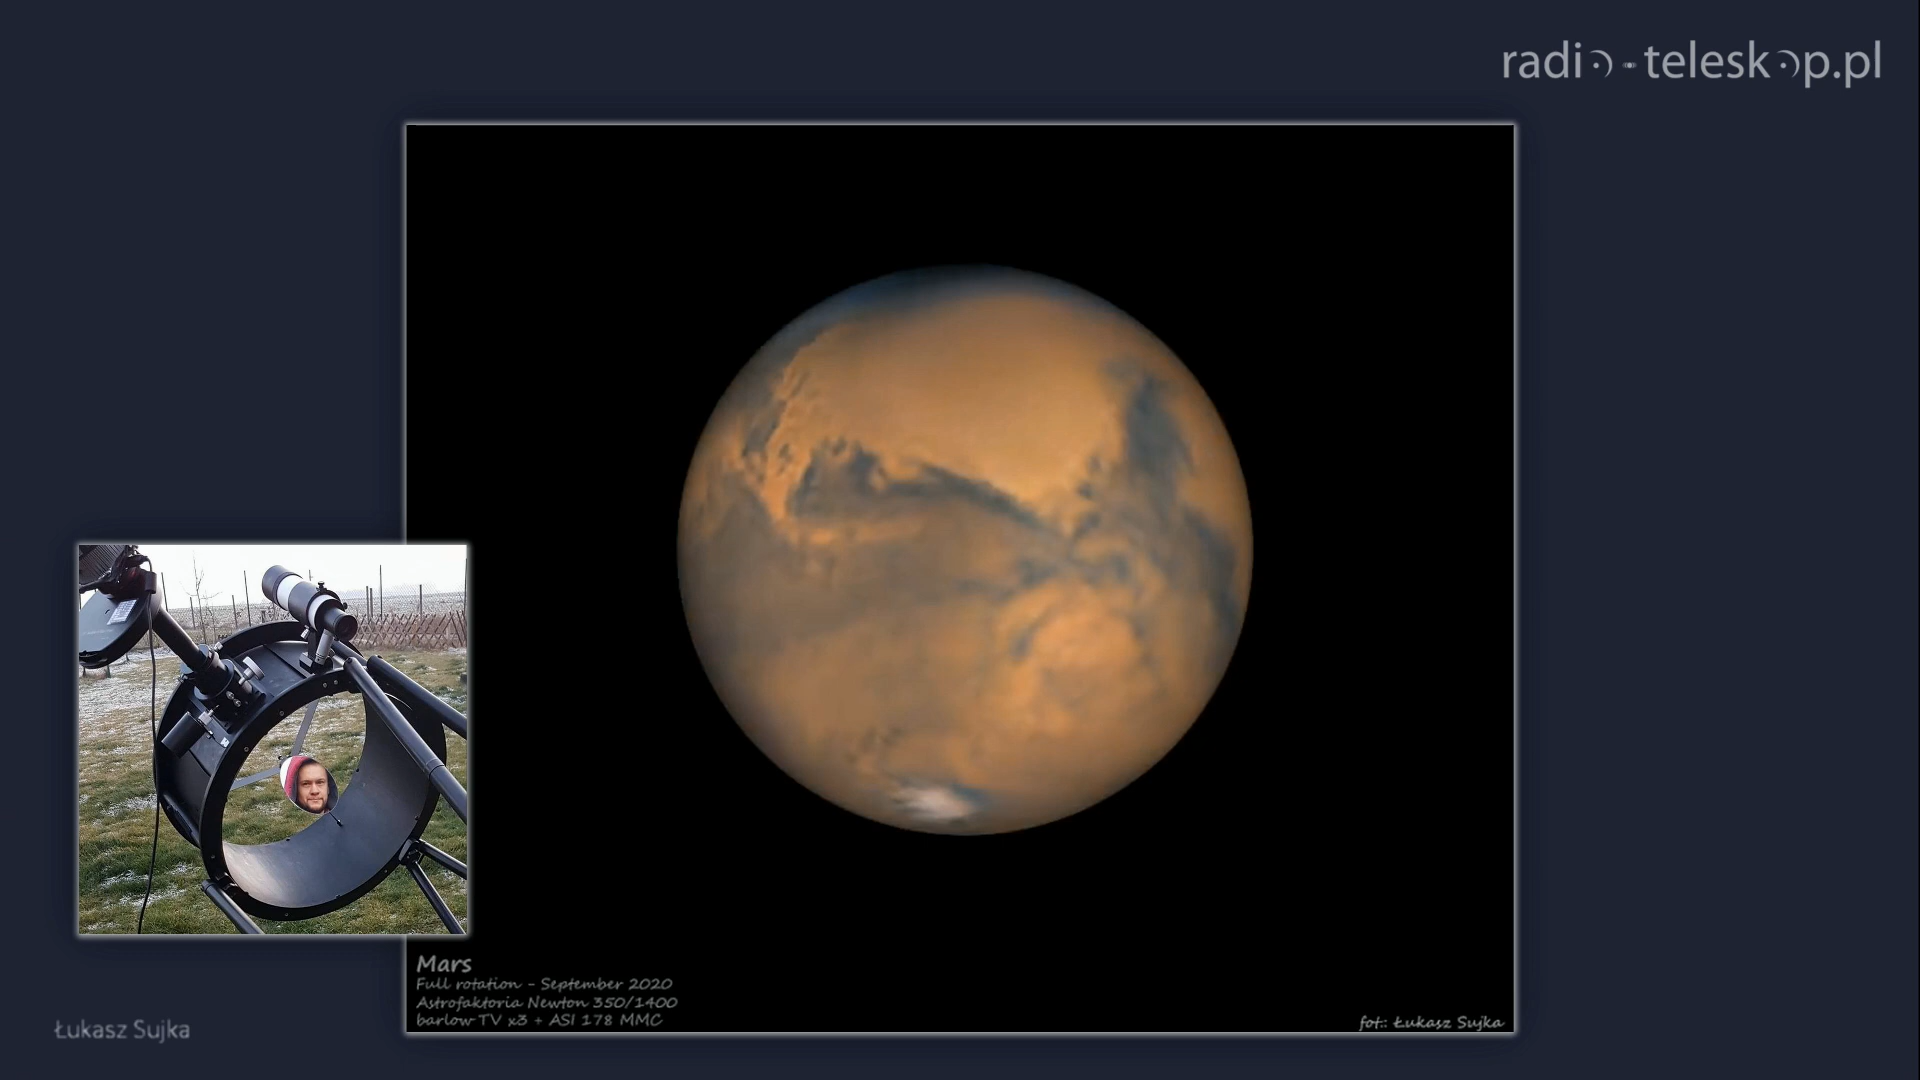 radio-teleskop.pl
Mars
Full rotation - September 2020
Astrofaktoria Newton 350/1400
barlow TV x3 + ASI 178 MMC
fot.: Łukasz Sujka
Łukasz Sujka